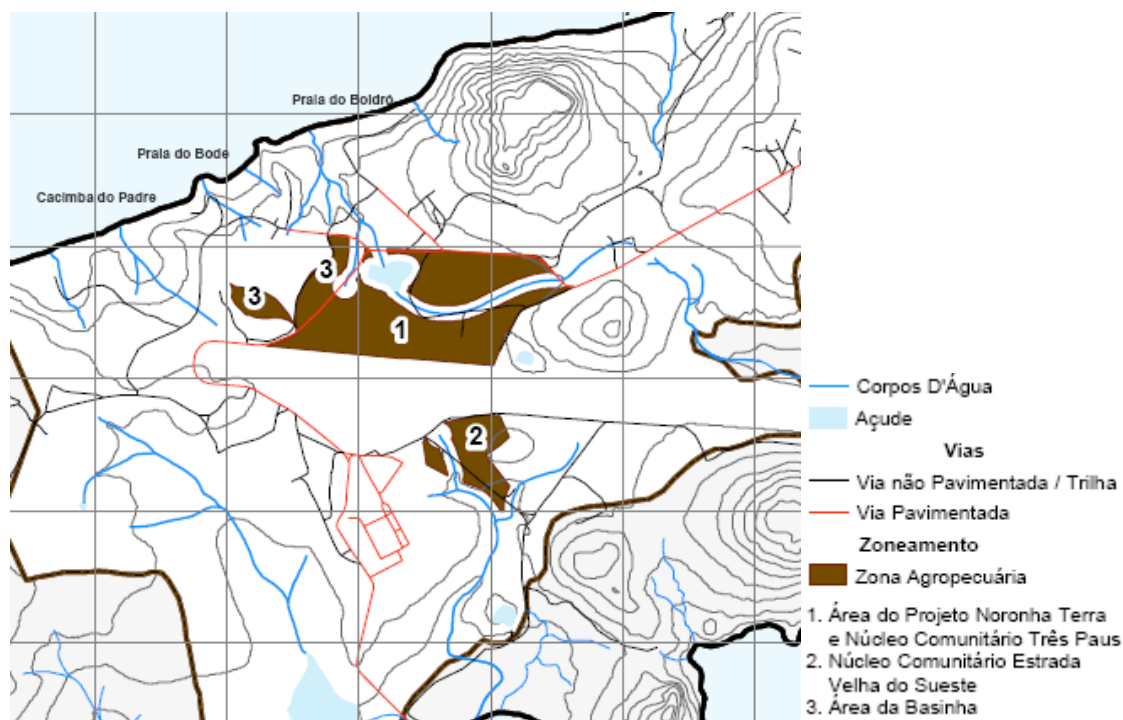 Praia do Boldró
Praia do Bode
Cacimba do Padre
3
3
1
2
Corpos D'Água
Açude
Vias
Via não Pavimentada / Trilha
Via Pavimentada
Zoneamento
Zona Agropecuária
1. Área do Projeto Noronha Terra
e Núcleo Comunitário Três Paus
2. Núcleo Comunitário Estrada
Velha do Sueste
3. Área da Basinha